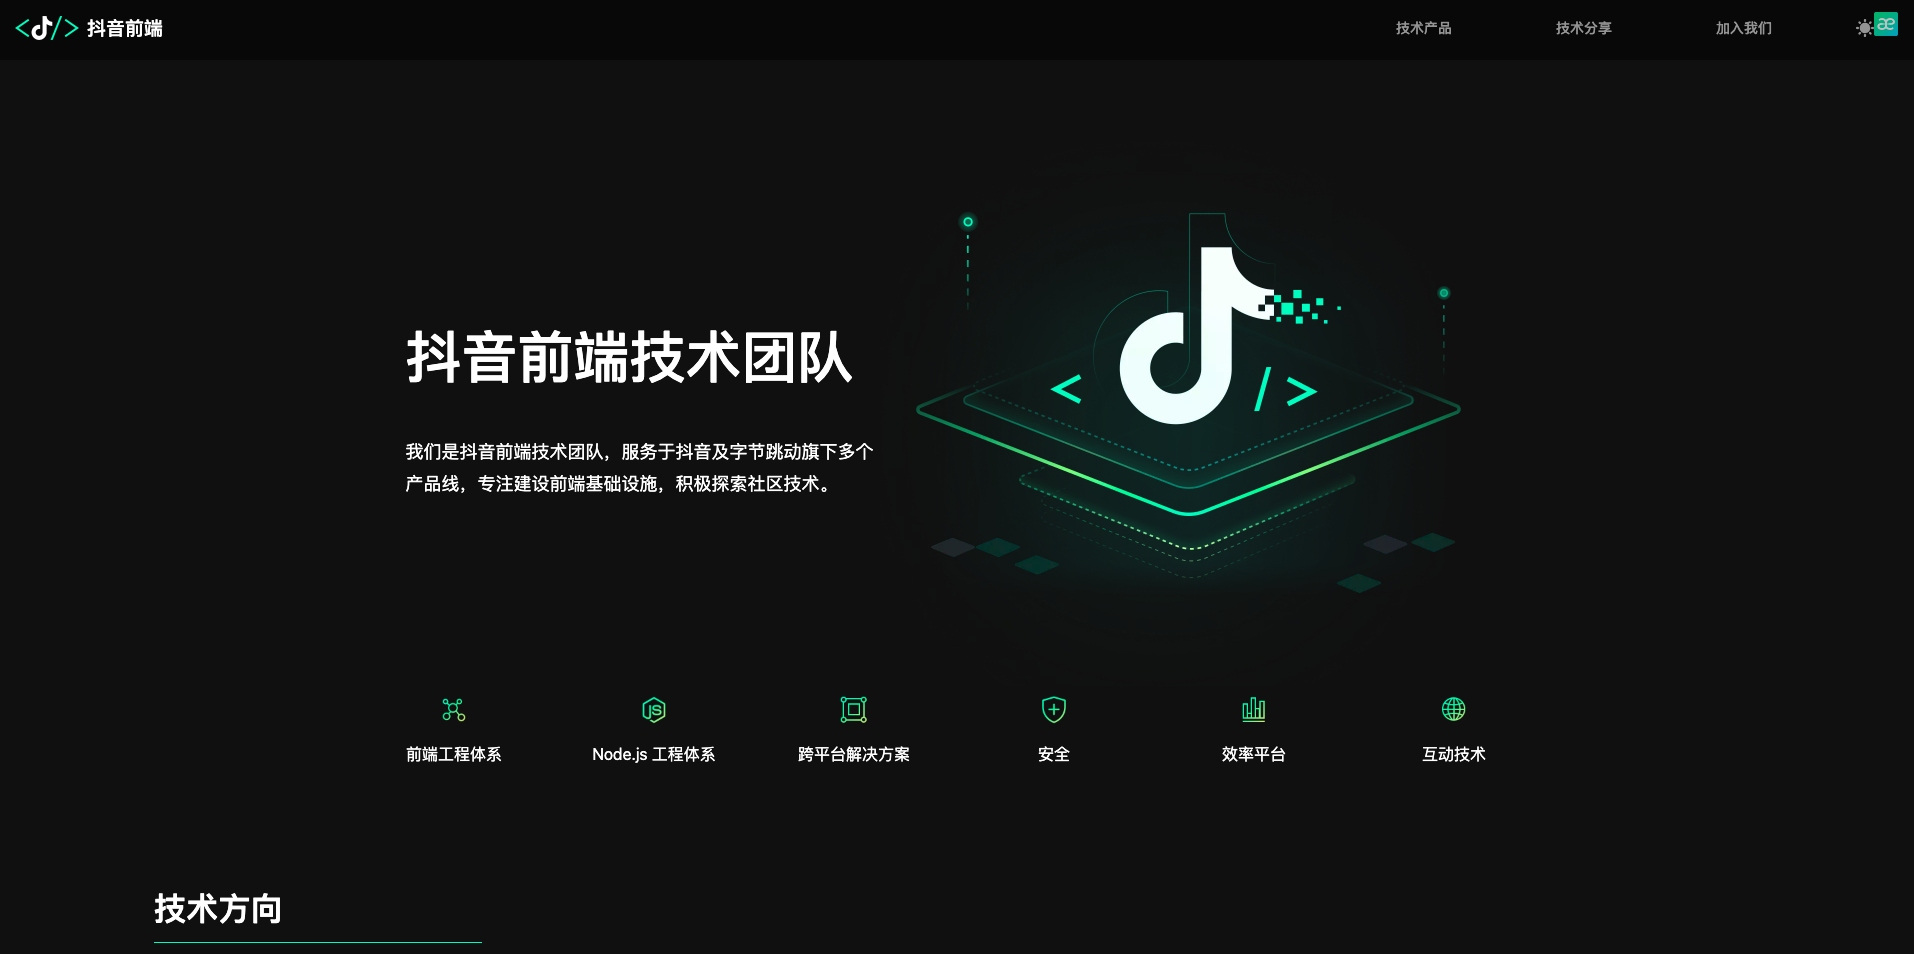 抖音前端
技术产品
技术分享
加入我们
抖音前端技术团队
我们是抖音前端技术团队，服务于抖音及字节跳动旗下多个
产品线，专注建设前端基础设施，积极探索社区技术。
前端工程体系
Node.js 工程体系
跨平台解决方案
安全
效率平台
互动技术
技术方向